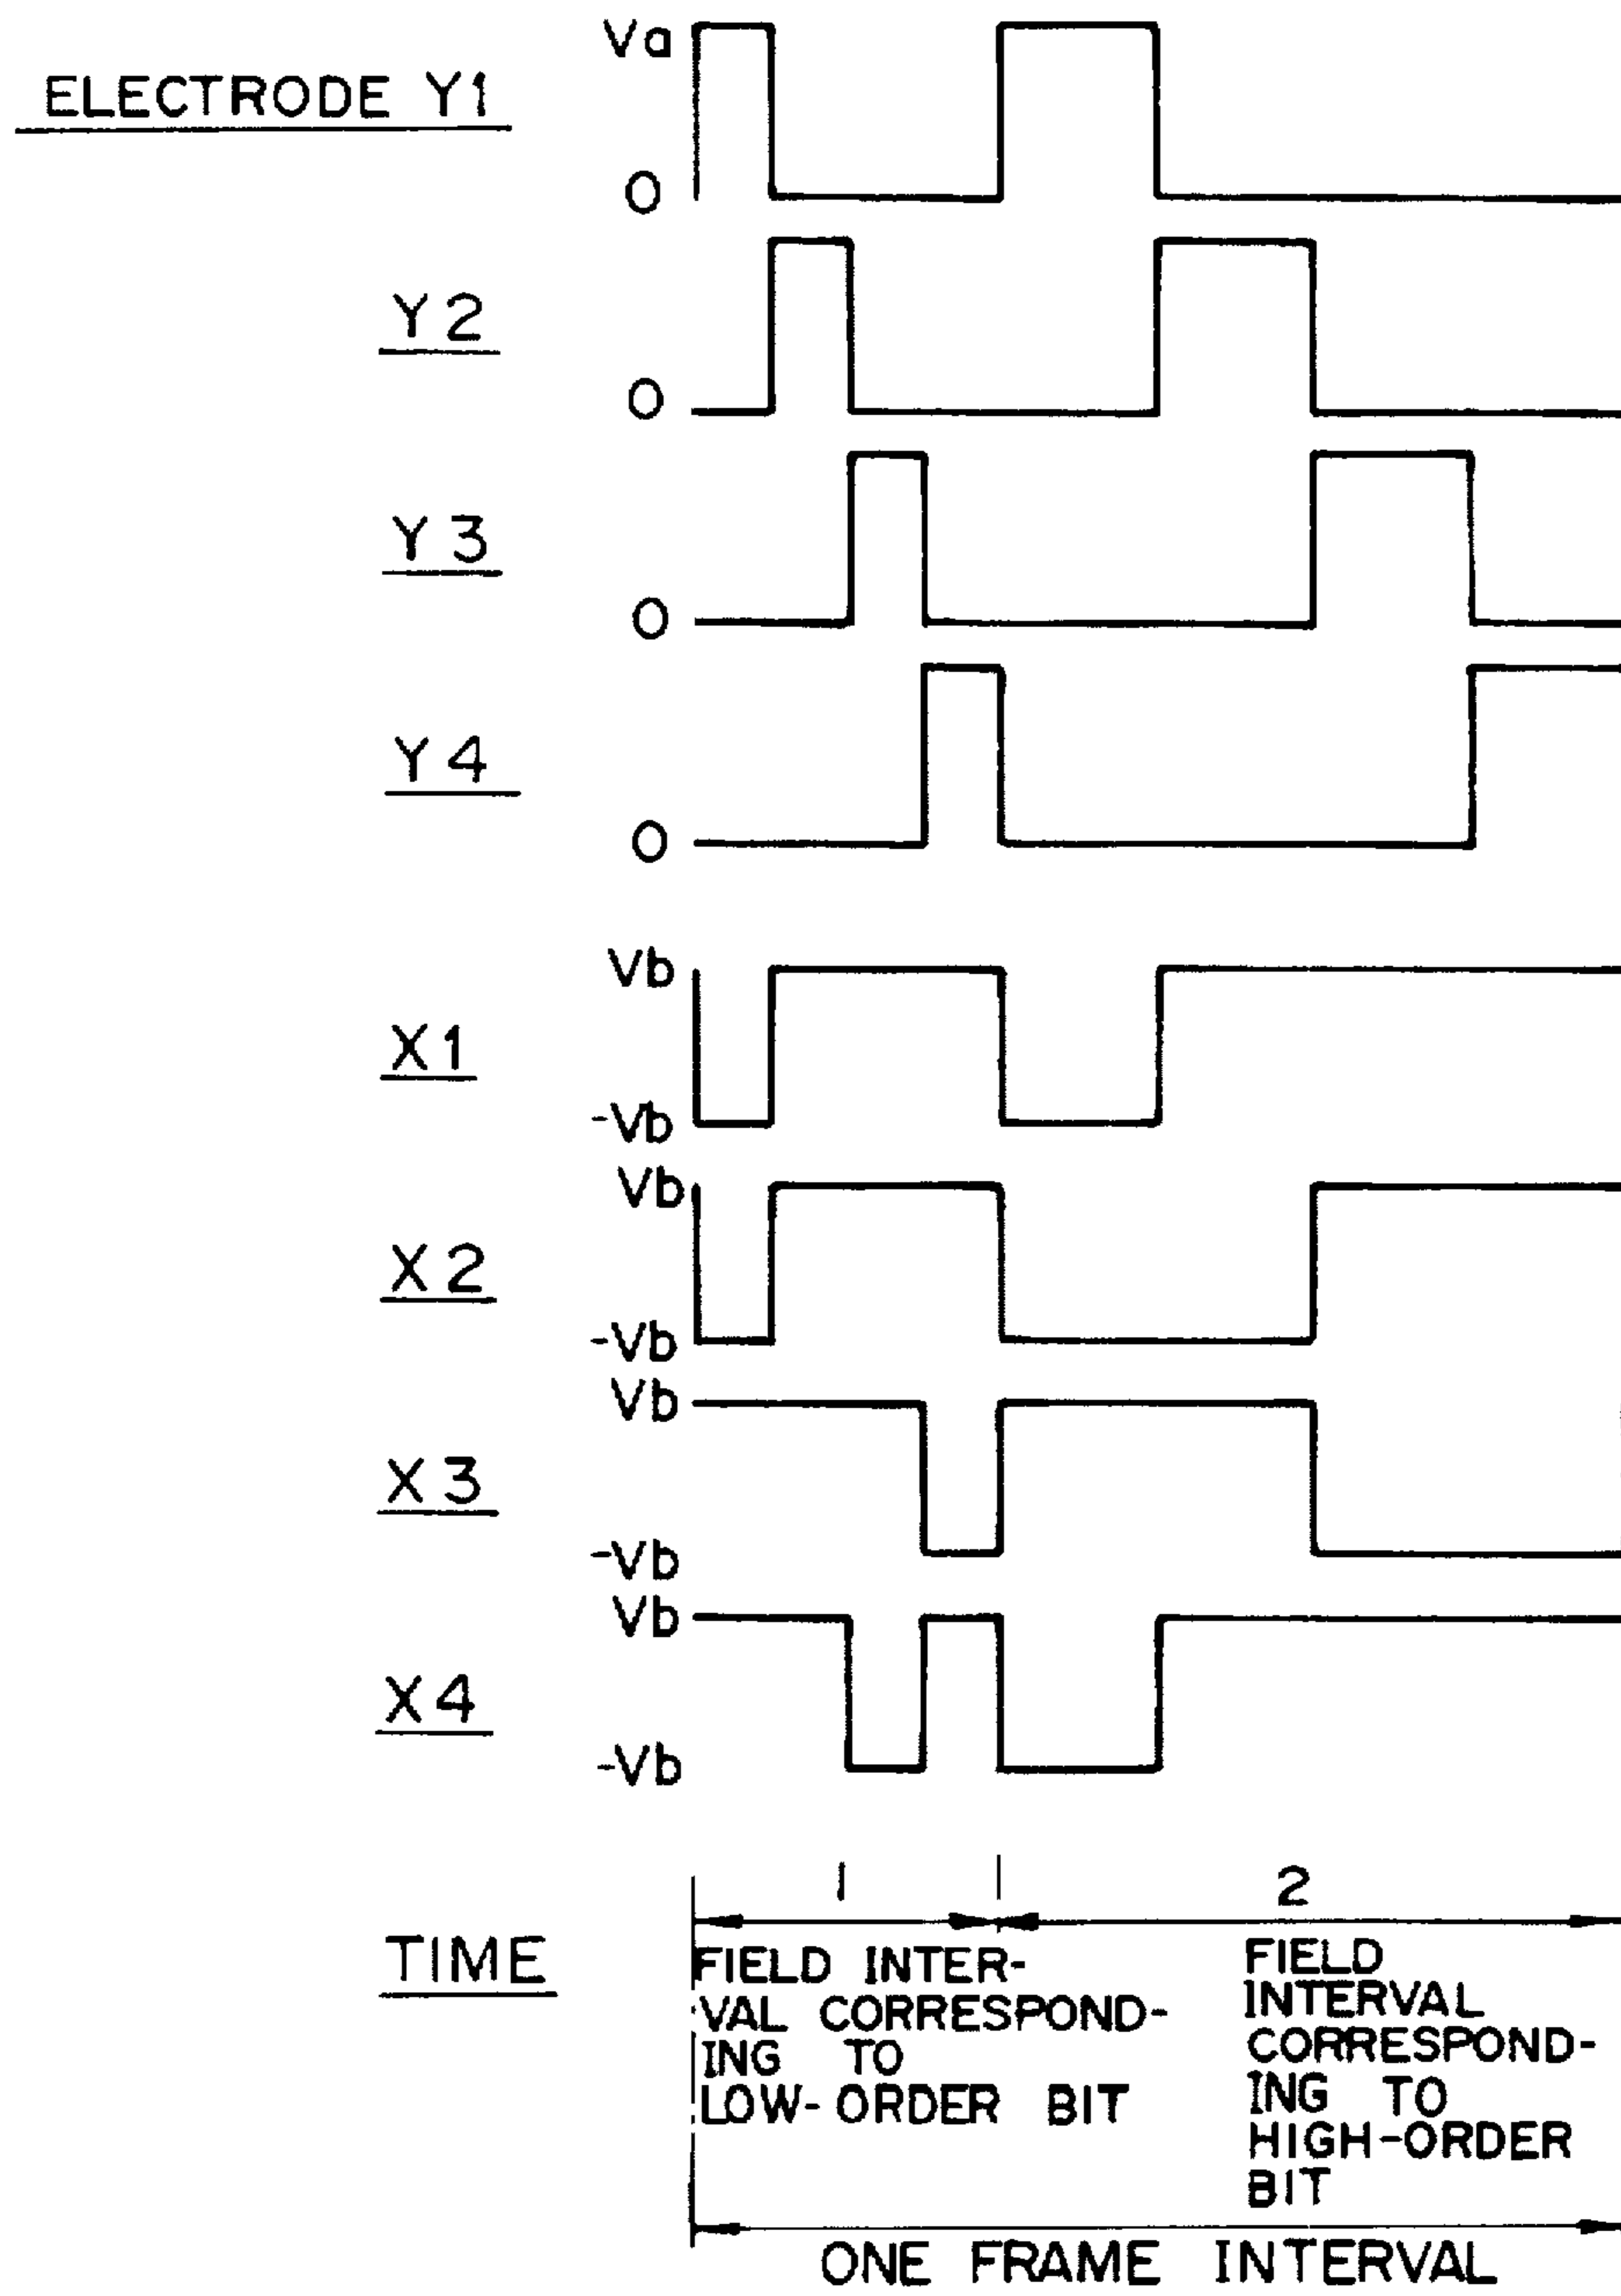 Va
ELECTRODE Y1
0
Y2
0
Y3
0
Y4
0
Vb
X1
-Vb
Vb
X2
-Vb
Vb
X3
-Vb
Vb
X4
-Vb
1
2
TIME
FIELD INTER-
VAL CORRESPOND-
ING TO
LOW-ORDER BIT
FIELD
INTERVAL
CORRESPOND-
ING TO
HIGH-ORDER
BIT
ONE FRAME INTERVAL